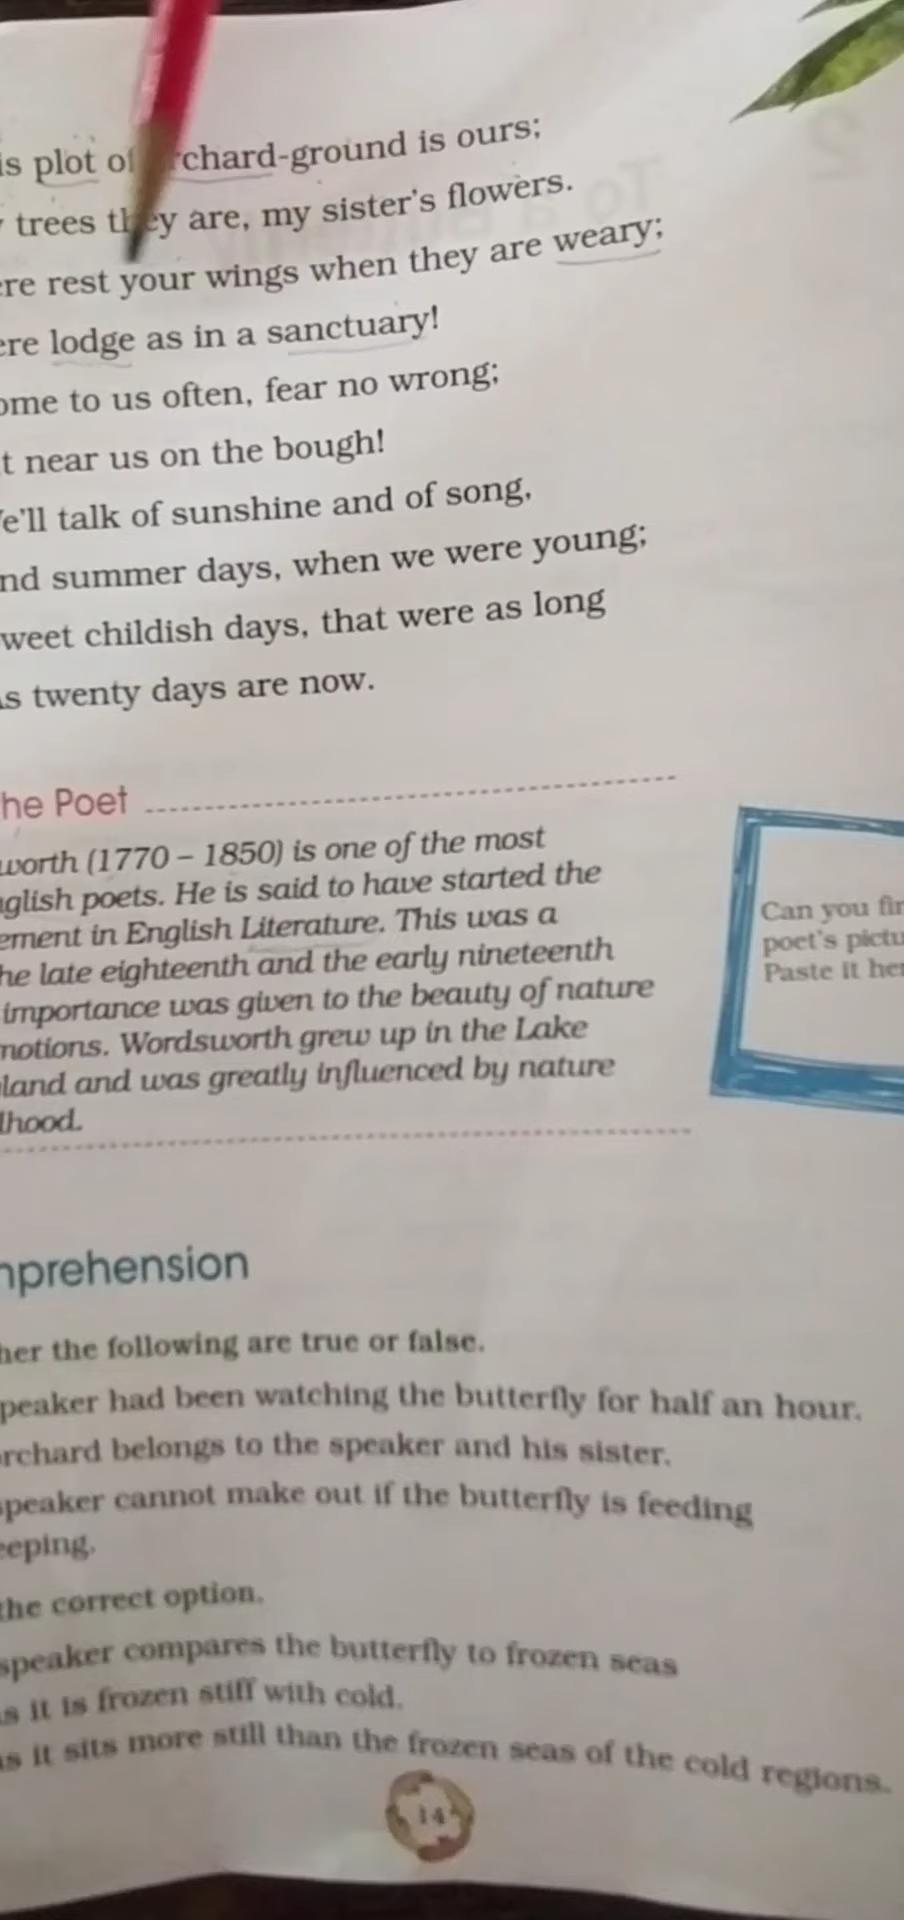 is plot of rchard-ground is ours;
trees they are, my sister's flowers.
ere rest your wings when they are weary;
ere lodge as in a sanctuary!
ome to us often, fear no wrong;
t near us on the bough!
e'll talk of sunshine and of song,
nd summer days, when we were young;
weet childish days, that were as long
as twenty days are now.
he Poet
worth (1770 – 1850) is one of the most
nglish poets. He is said to have started the
ement in English Literature. This was a
he late eighteenth and the early nineteenth
importance was given to the beauty of nature
motions. Wordsworth grew up in the Lake
land and was greatly influenced by nature
lhood.
Can you fin
poet's pictu
Paste it her
mprehension
her the following are true or false.
peaker had been watching the butterfly for half an hour.
rchard belongs to the speaker and his sister.
speaker cannot make out if the butterfly is feeding
eeping.
the correct option.
speaker compares the butterfly to frozen seas
s it is frozen stiff with cold.
as it sits more still than the frozen seas of the cold regions.
14